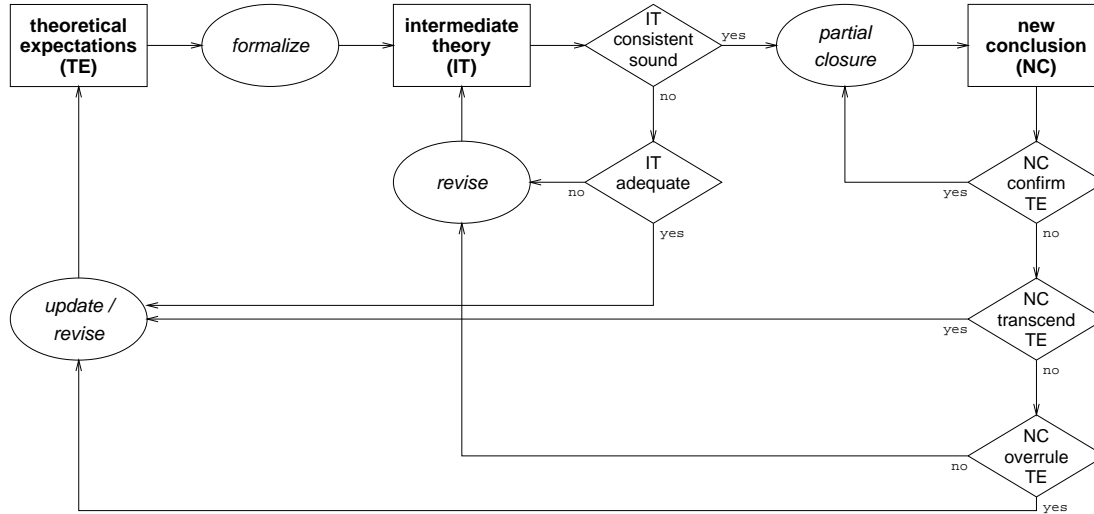 theoretical
expectations
(TE)
formalize
intermediate
theory
(IT)
IT
consistent
sound
yes
partial
closure
new
conclusion
(NC)
no
revise
IT
adequate
no
yes
NC
confirm
TE
yes
no
update /
revise
NC
transcend
TE
yes
no
NC
overrule
TE
no
yes